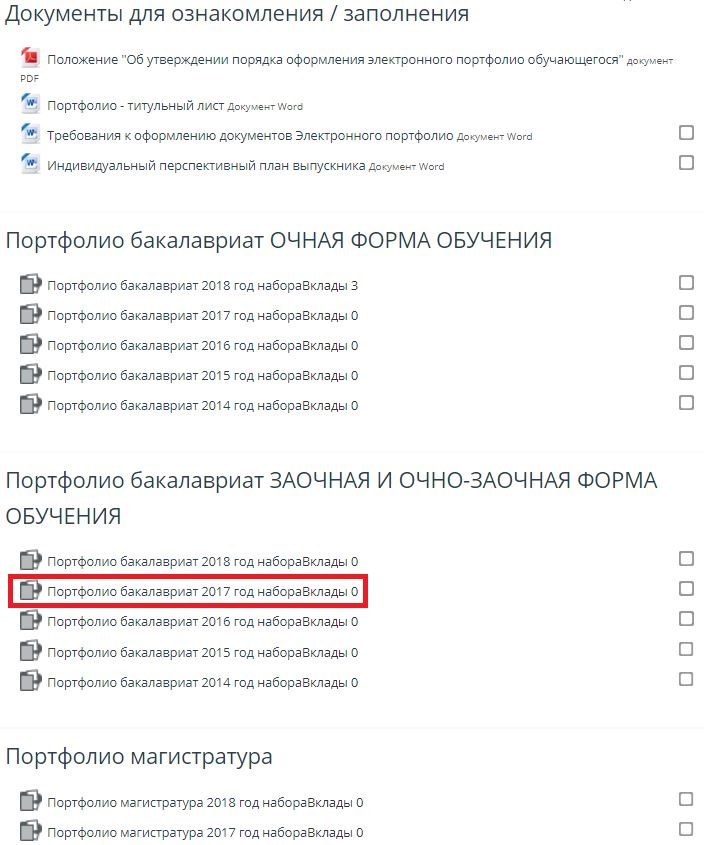 Документы для ознакомления / заполнения
Положение "Об утверждении порядка оформления электронного портфолио обучающегося" документ
PDF
Портфолио - титульный лист Документ Word
Требования к оформлению документов Электронного портфолио Документ Word
Индивидуальный перспективный план выпускника Документ Word
Портфолио бакалавриат ОЧНАЯ ФОРМА ОБУЧЕНИЯ
Портфолио бакалавриат 2018 год набораВклады 3
Портфолио бакалавриат 2017 год набораВклады 0
Портфолио бакалавриат 2016 год набораВклады 0
Портфолио бакалавриат 2015 год набораВклады 0
Портфолио бакалавриат 2014 год набораВклады 0
Портфолио бакалавриат ЗАОЧНАЯ И ОЧНО-ЗАОЧНАЯ ФОРМА
ОБУЧЕНИЯ
Портфолио бакалавриат 2018 год набораВклады 0
Портфолио бакалавриат 2017 год набораВклады 0
Портфолио бакалавриат 2016 год набораВклады 0
Портфолио бакалавриат 2015 год набораВклады 0
Портфолио бакалавриат 2014 год набораВклады 0
Портфолио магистратура
Портфолио магистратура 2018 год набораВклады 0
Портфолио магистратура 2017 год набораВклады 0